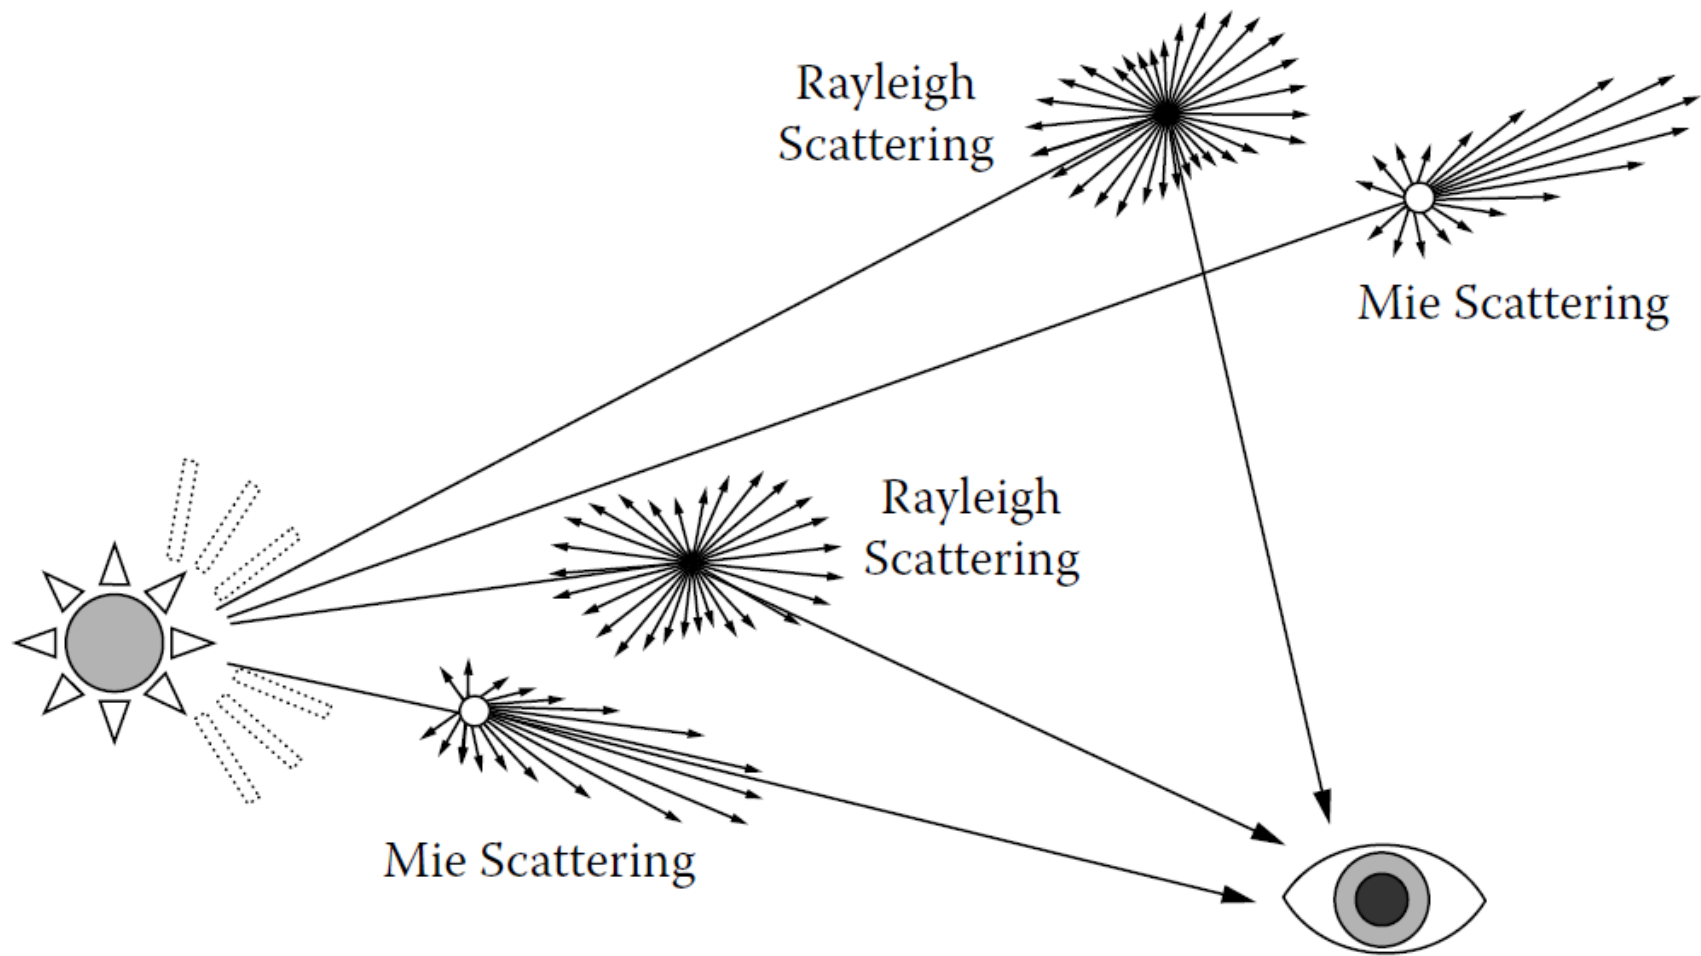 Rayleigh
Scattering
Mie Scattering
Rayleigh
Scattering
Mie Scattering